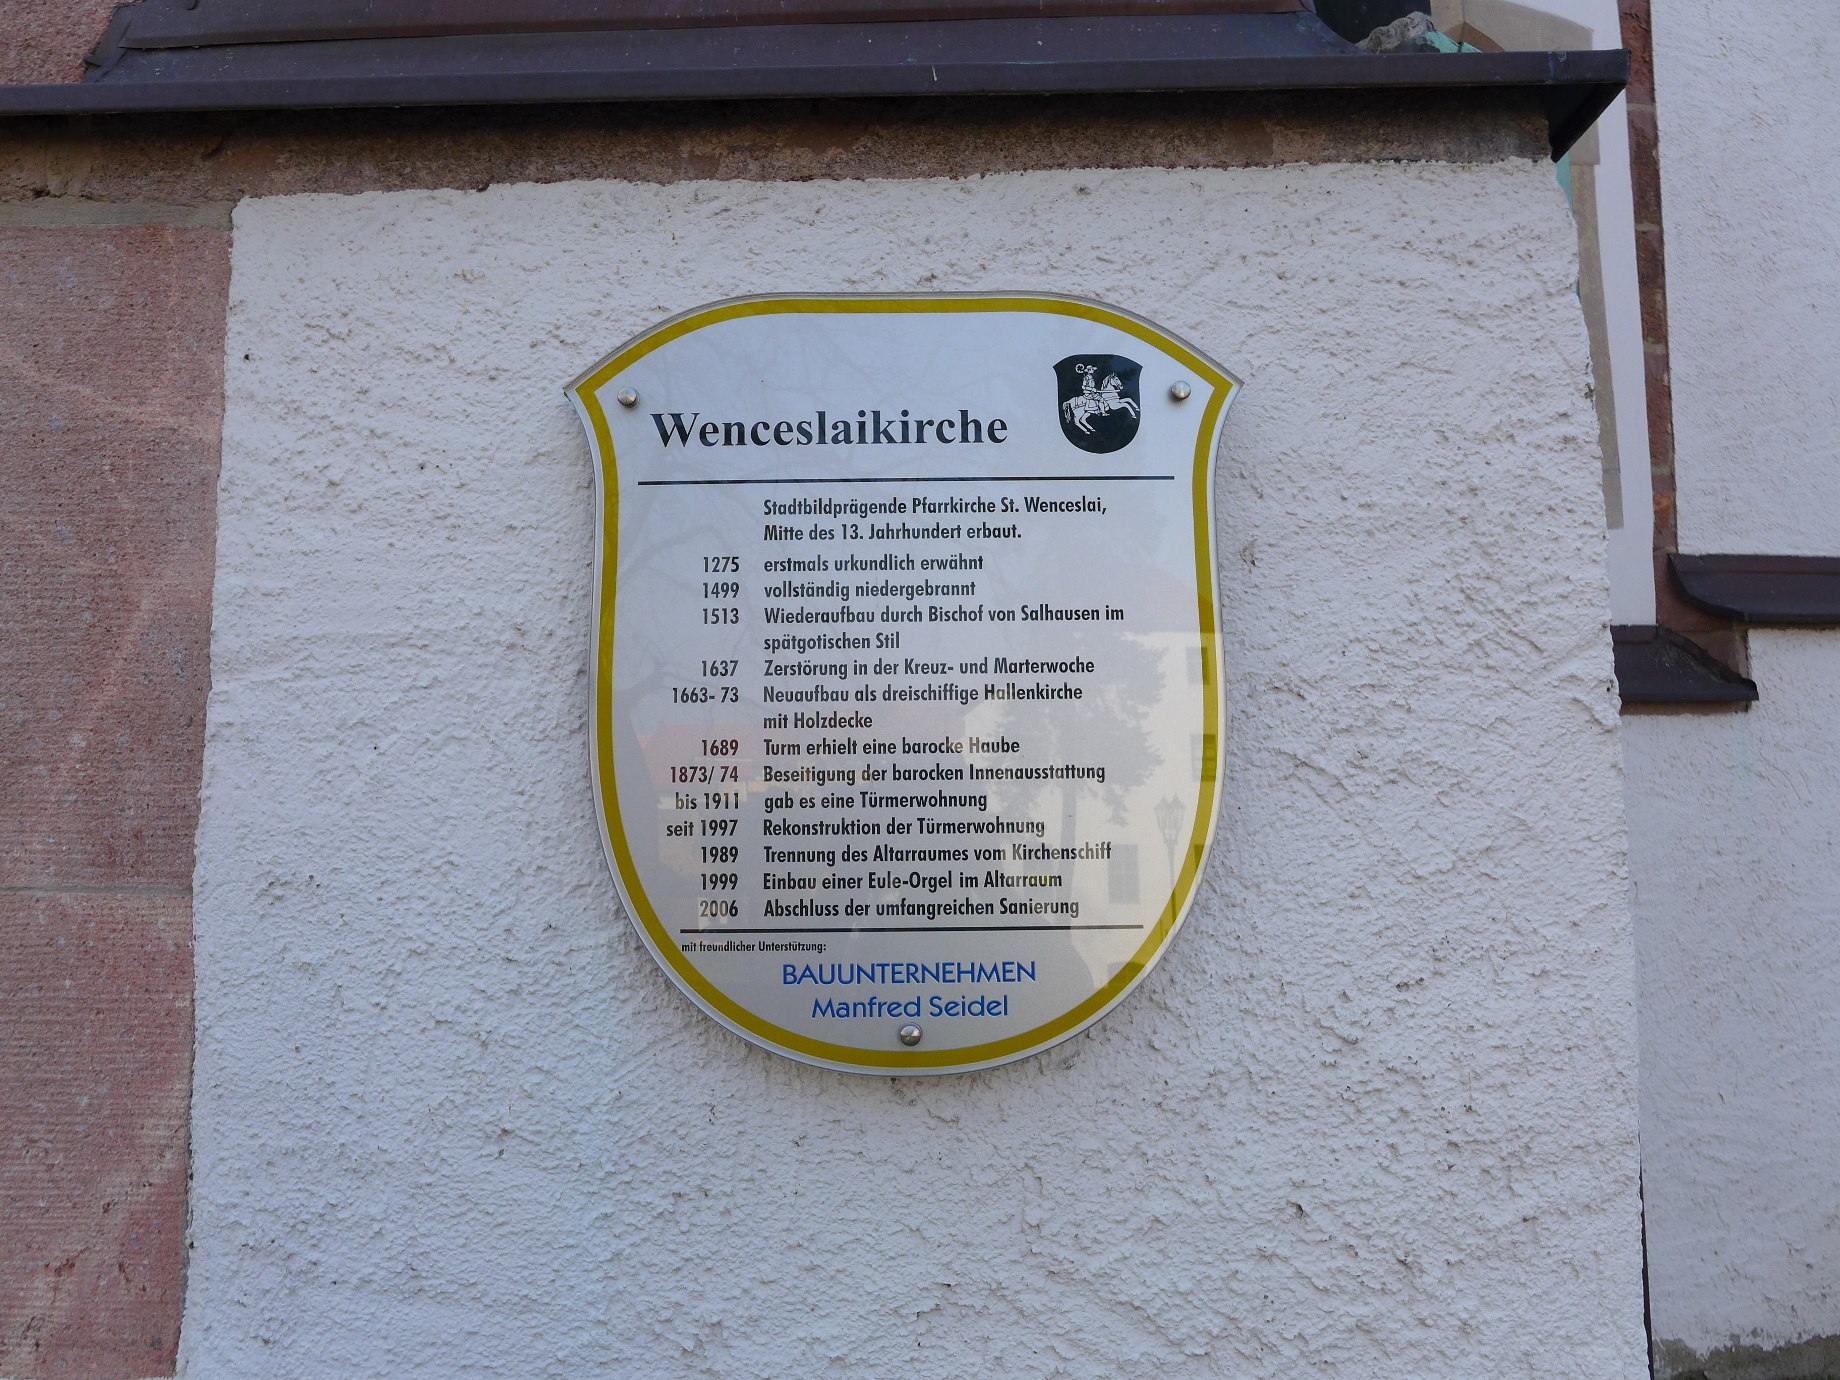 Wenceslaikirche
Stadtbildprägende Pfarrkirche St. Wenceslai,
Mitte des 13. Jahrhundert erbaut.
1275 erstmals urkundlich erwähnt
1499 vollständig niedergebrannt
1513 Wiederaufbau durch Bischof von Salhausen im
spätgotischen Stil
1637 Zerstörung in der Kreuz- und Marterwoche
1663- 73 Neuaufbau als dreischiffige Hallenkirche
mit Holzdecke
1689 Turm erhielt eine barocke Haube
1873/ 74 Beseitigung der barocken Innenausstattung
bis 1911 gab es eine Türmerwohnung
seit 1997 Rekonstruktion der Türmerwohnung
1989 Trennung des Altarraumes vom Kirchenschiff
1999 Einbau einer Eule-Orgel im Altarraum
2006 Abschluss der umfangreichen Sanierung
mit freundlicher Unterstützung:
BAUUNTERNEHMEN
Manfred Seidel